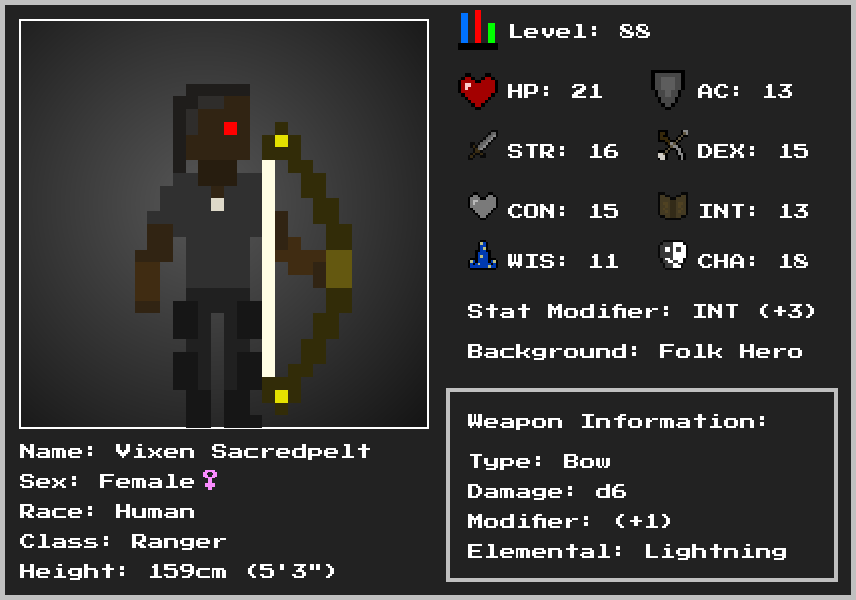 Level: 88
HP: 21
AC: 13
STR: 16
DEX: 15
CON: 15
INT: 13
WIS: 11
CHA: 18
Stat Modifier: INT (+3)
Background: Folk Hero
Name: Vixen Sacredpelt
Sex: Female♀
Race: Human
Class: Ranger
Height: 159cm (5'3")
Weapon Information:
Type: Bow
Damage: d6
Modifier: (+1)
Elemental: Lightning